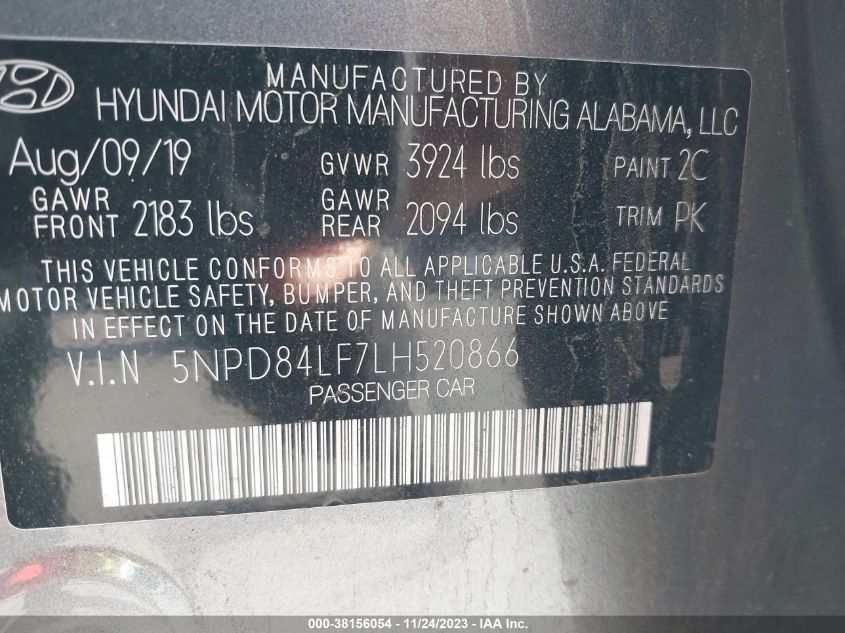 MANUFACTURED BY
HYUNDAI MOTOR MANUFACTURING ALABAMA, LLC
Aug/09/19 GVWR 3924 lbs PAINT 2C
GAWR FRONT 2183 lbs GAWR REAR 2094 lbs TRIM PK
THIS VEHICLE CONFORMS TO ALL APPLICABLE U.S.A. FEDERAL
MOTOR VEHICLE SAFETY, BUMPER, AND THEFT PREVENTION STANDARDS
IN EFFECT ON THE DATE OF MANUFACTURE SHOWN ABOVE
V.I.N 5NPD84LF7LH520866
PASSENGER CAR
000-38156054 - 11/24/2023 - IAAI.COM